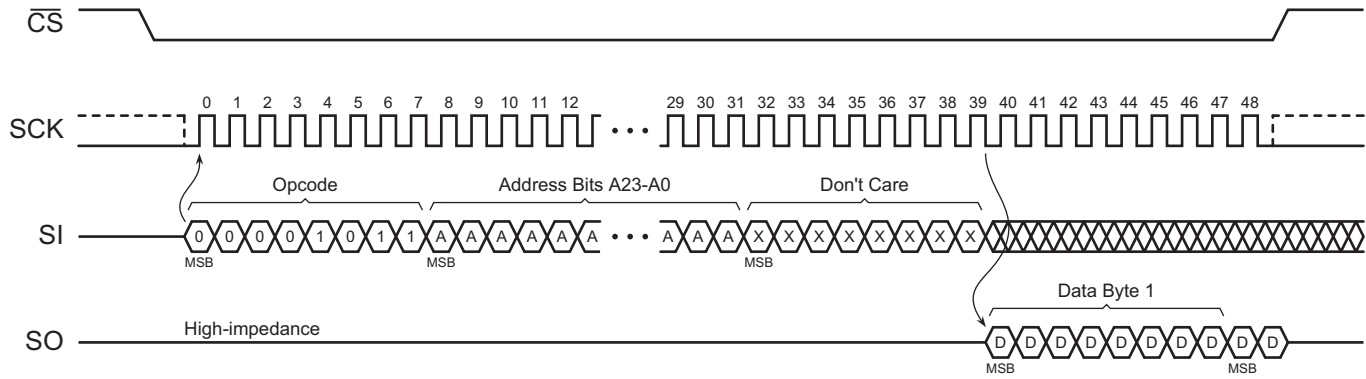 CS
0 1 2 3 4 5 6 7 8 9 10 11 12 29 30 31 32 33 34 35 36 37 38 39 40 41 42 43 44 45 46 47 48
SCK
Opcode Address Bits A23-A0 Don't Care
SI 0 0 0 0 1 0 1 1 A A A A A A A A A X X X X X X X X
MSB MSB MSB
Data Byte 1
High-impedance
SO D D D D D D D D D D
MSB MSB